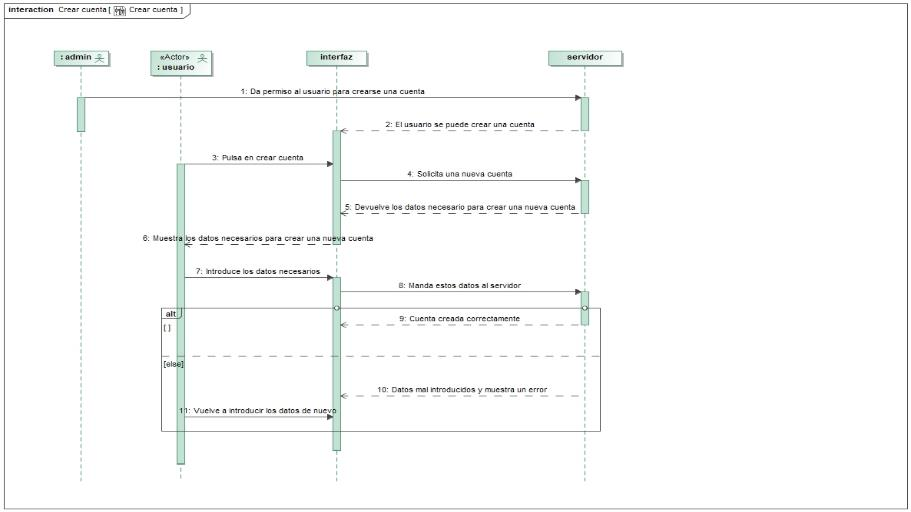 interaction Crear cuenta [ Crear cuenta ]
: admin
«Actor»
: usuario
interfaz
servidor
1: Da permiso al usuario para crearse una cuenta
2: El usuario se puede crear una cuenta
3: Pulsa en crear cuenta
4: Solicita una nueva cuenta
5: Devuelve los datos necesario para crear una nueva cuenta
6: Muestra los datos necesarios para crear una nueva cuenta
7: Introduce los datos necesarios
8: Manda estos datos al servidor
alt
9: Cuenta creada correctamente
[ ]
[else]
10: Datos mal introducidos y muestra un error
11: Vuelve a introducir los datos de nuevo